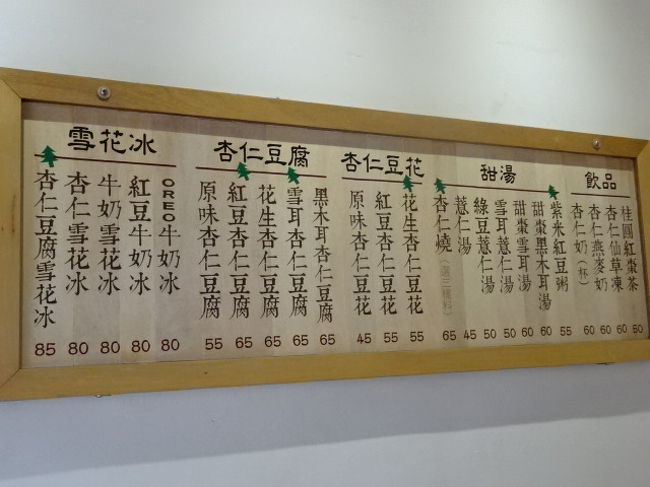 雪花冰
杏仁豆腐雪花冰 85
杏仁雪花冰 80
牛奶雪花冰 80
紅豆牛奶冰 80
OREO牛奶冰 80
杏仁豆腐
原味杏仁豆腐 55
紅豆杏仁豆腐 65
花生杏仁豆腐 65
雪耳杏仁豆腐 65
黑木耳杏仁豆腐 65
杏仁豆花
原味杏仁豆花 45
紅豆杏仁豆花 55
花生杏仁豆花 55
甜湯
杏仁燒(選三種料) 65
薏仁湯 45
綠豆薏仁湯 50
雪耳薏仁湯 50
甜棗雪耳湯 60
甜棗黑木耳湯 60
紫米紅豆粥 55
飲品
杏仁奶(杯) 60
杏仁燕麥奶 60
杏仁仙草凍 60
桂圓紅棗茶 50